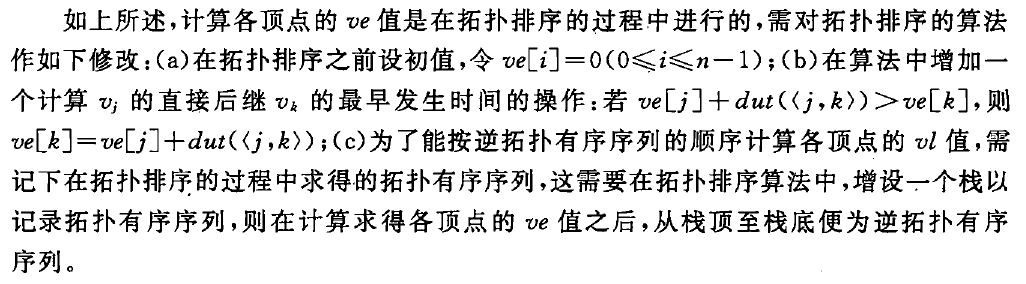 如上所述,计算各顶点的 ve 值是在拓扑排序的过程中进行的,需对拓扑排序的算法
作如下修改:(a)在拓扑排序之前设初值,令 ve[i]=0(0≤i≤n−1);(b)在算法中增加一
个计算 vⱼ 的直接后继 vₖ 的最早发生时间的操作:若 ve[j]+dut(⟨j,k⟩)>ve[k],则
ve[k]=ve[j]+dut(⟨j,k⟩);(c)为了能按逆拓扑有序序列的顺序计算各顶点的 vl 值,需
记下在拓扑排序的过程中求得的拓扑有序序列,这需要在拓扑排序算法中,增设一个栈以
记录拓扑有序序列,则在计算求得各顶点的 ve 值之后,从栈顶至栈底便为逆拓扑有序
序列。